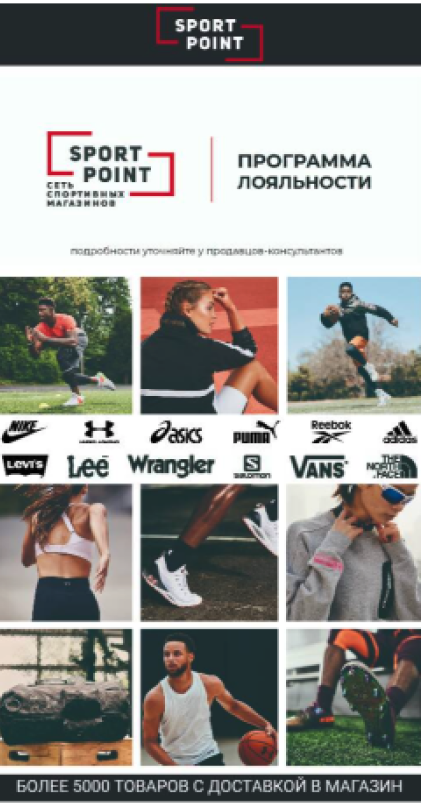 SPORT
POINT
SPORT
POINT
СЕТЬ
СПОРТИВНЫХ
МАГАЗИНОВ
ПРОГРАММА
ЛОЯЛЬНОСТИ
подробности уточняйте у продавцов-консультантов
NIKE
UNDER ARMOUR
asics
PUMA
Reebok
adidas
LEVI'S
Lee
Wrangler
salomon
VANS
THE
NORTH
FACE
БОЛЕЕ 5000 ТОВАРОВ С ДОСТАВКОЙ В МАГАЗИН